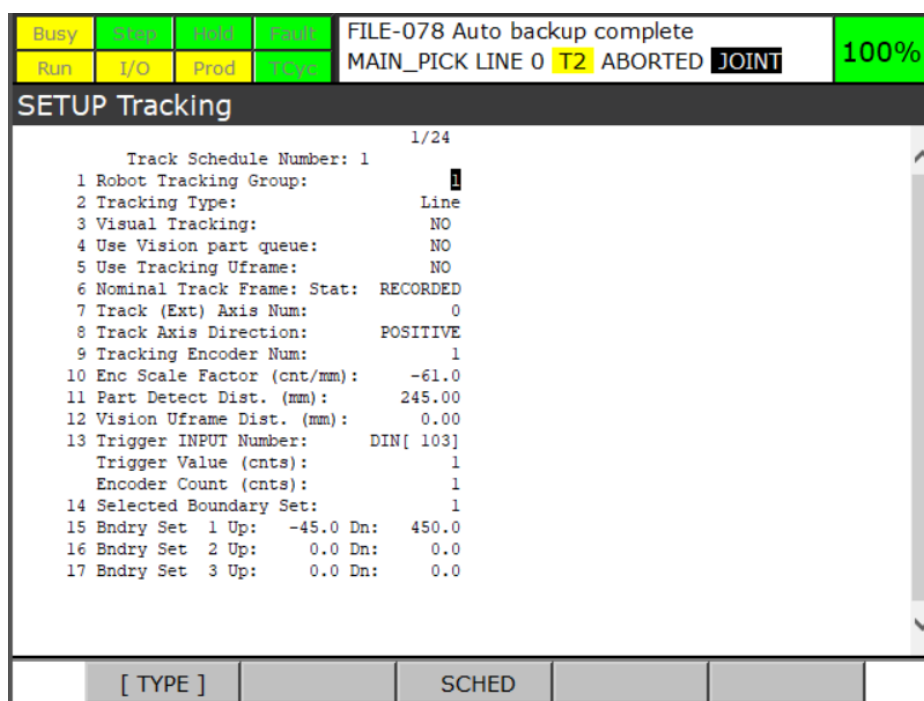 Busy Step Hold Fault FILE-078 Auto backup complete
Run I/O Prod TCyc MAIN_PICK LINE 0 T2 ABORTED JOINT 100%
SETUP Tracking
1/24
Track Schedule Number: 1
1 Robot Tracking Group: 1
2 Tracking Type: Line
3 Visual Tracking: NO
4 Use Vision part queue: NO
5 Use Tracking Uframe: NO
6 Nominal Track Frame: Stat: RECORDED
7 Track (Ext) Axis Num: 0
8 Track Axis Direction: POSITIVE
9 Tracking Encoder Num: 1
10 Enc Scale Factor (cnt/mm): -61.0
11 Part Detect Dist. (mm): 245.00
12 Vision Uframe Dist. (mm): 0.00
13 Trigger INPUT Number: DIN[ 103]
Trigger Value (cnts): 1
Encoder Count (cnts): 1
14 Selected Boundary Set: 1
15 Bndry Set 1 Up: -45.0 Dn: 450.0
16 Bndry Set 2 Up: 0.0 Dn: 0.0
17 Bndry Set 3 Up: 0.0 Dn: 0.0
[ TYPE ] SCHED